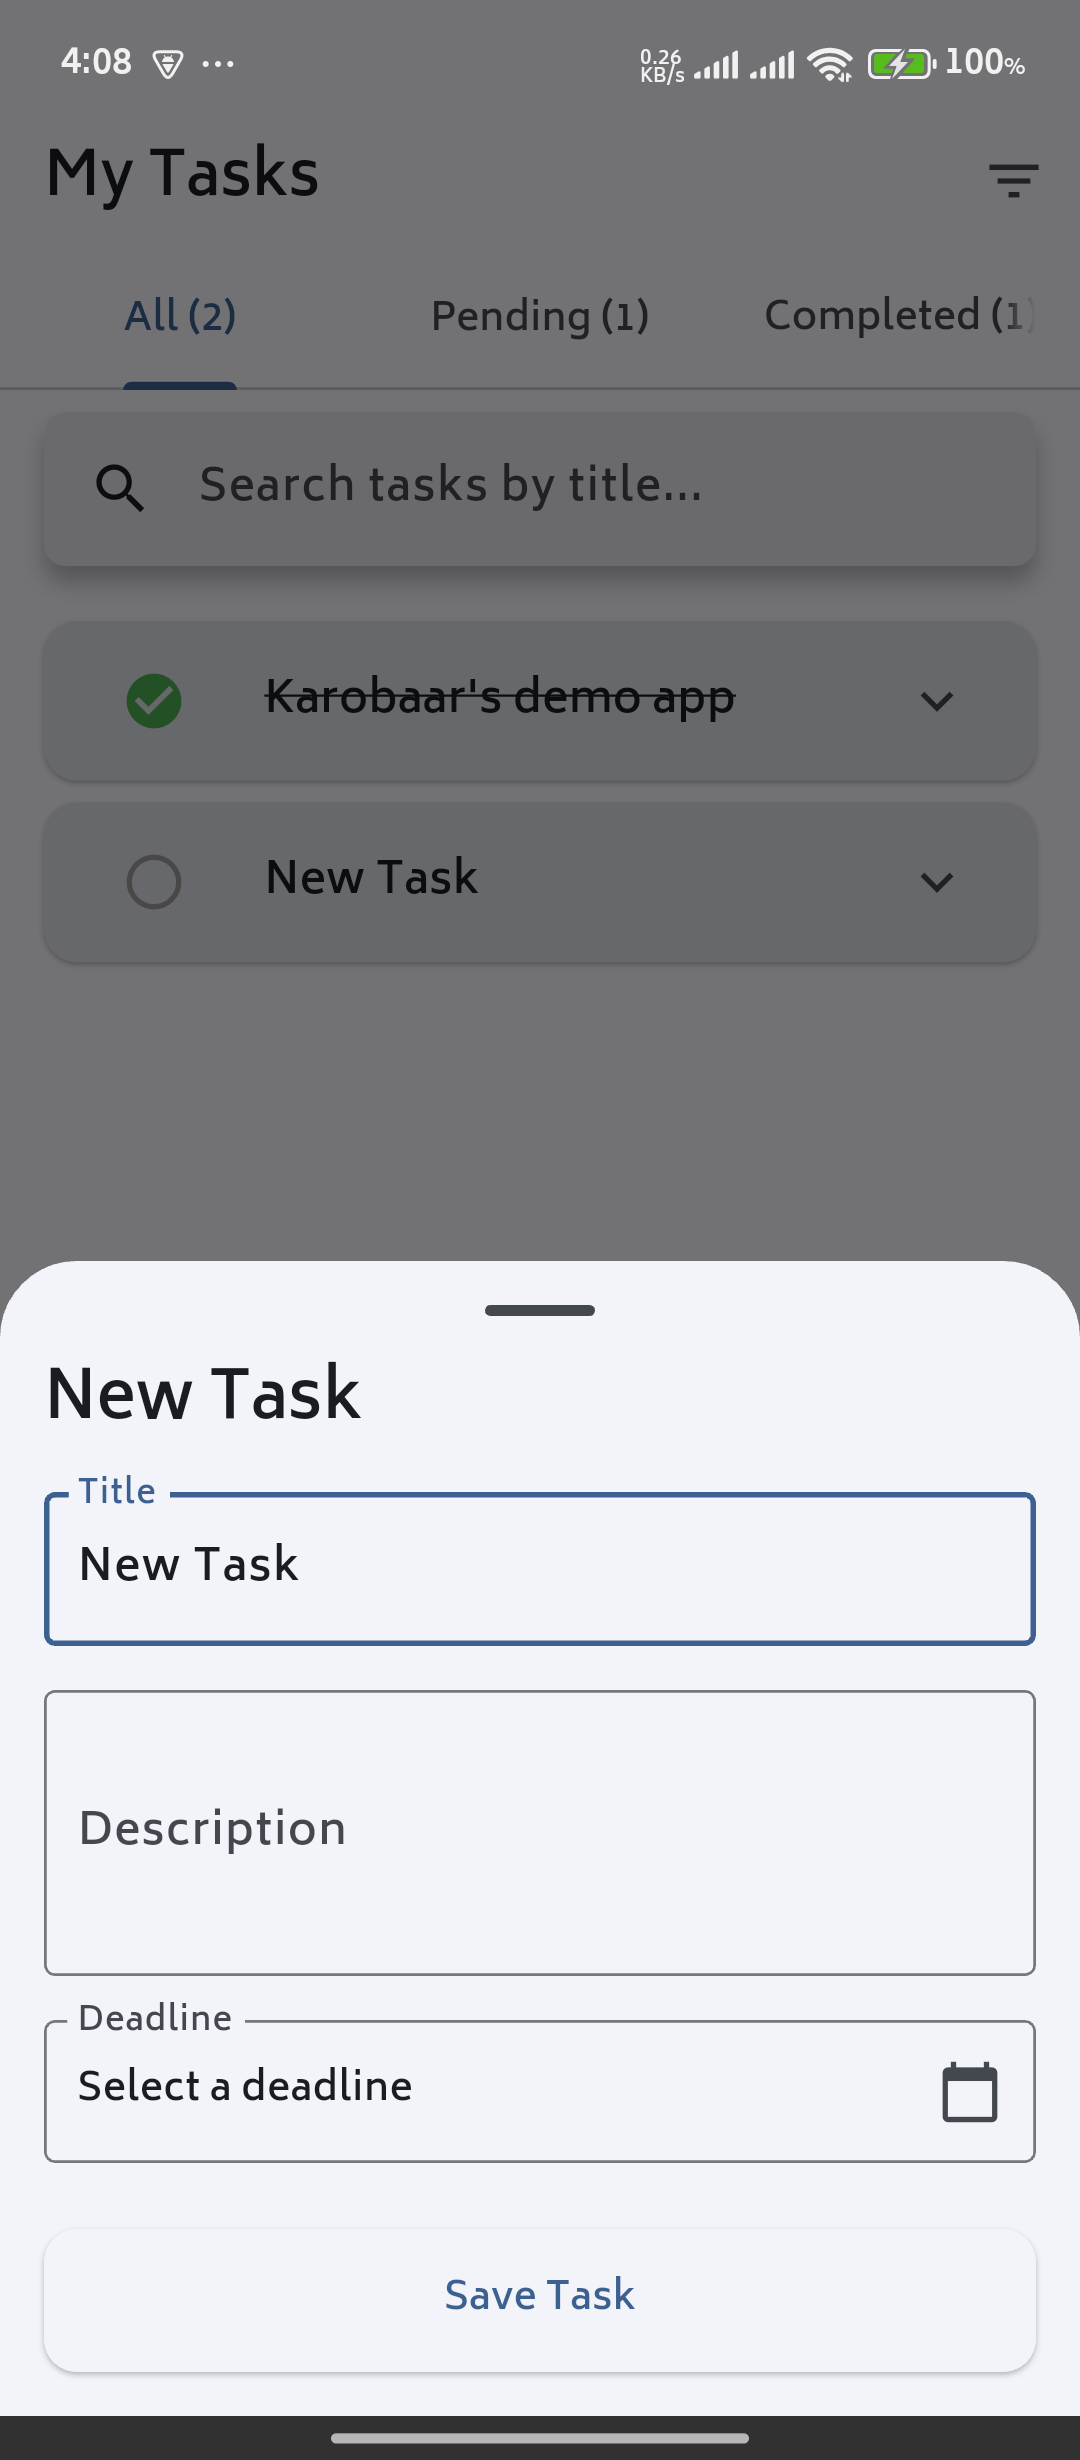 4:08
0.26
KB/s
100%
My Tasks
All (2)
Pending (1)
Completed (1)
Search tasks by title...
Karobaar's demo app
New Task
New Task
Title
New Task
Description
Deadline
Select a deadline
Save Task